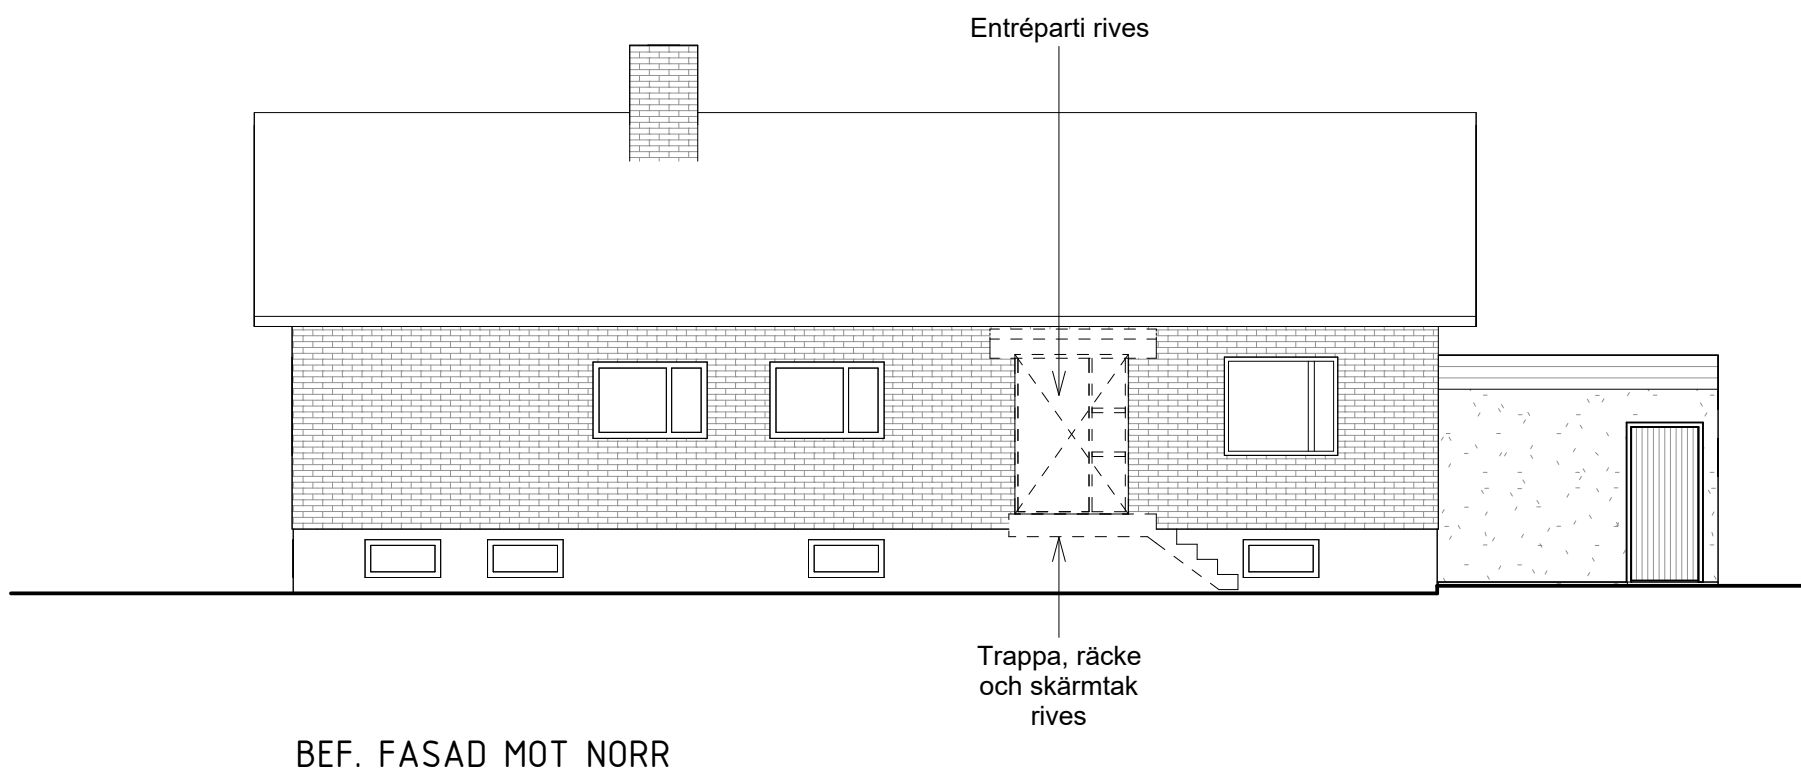 Entréparti rives
Trappa, räcke
och skärmtak
rives
BEF. FASAD MOT NORR